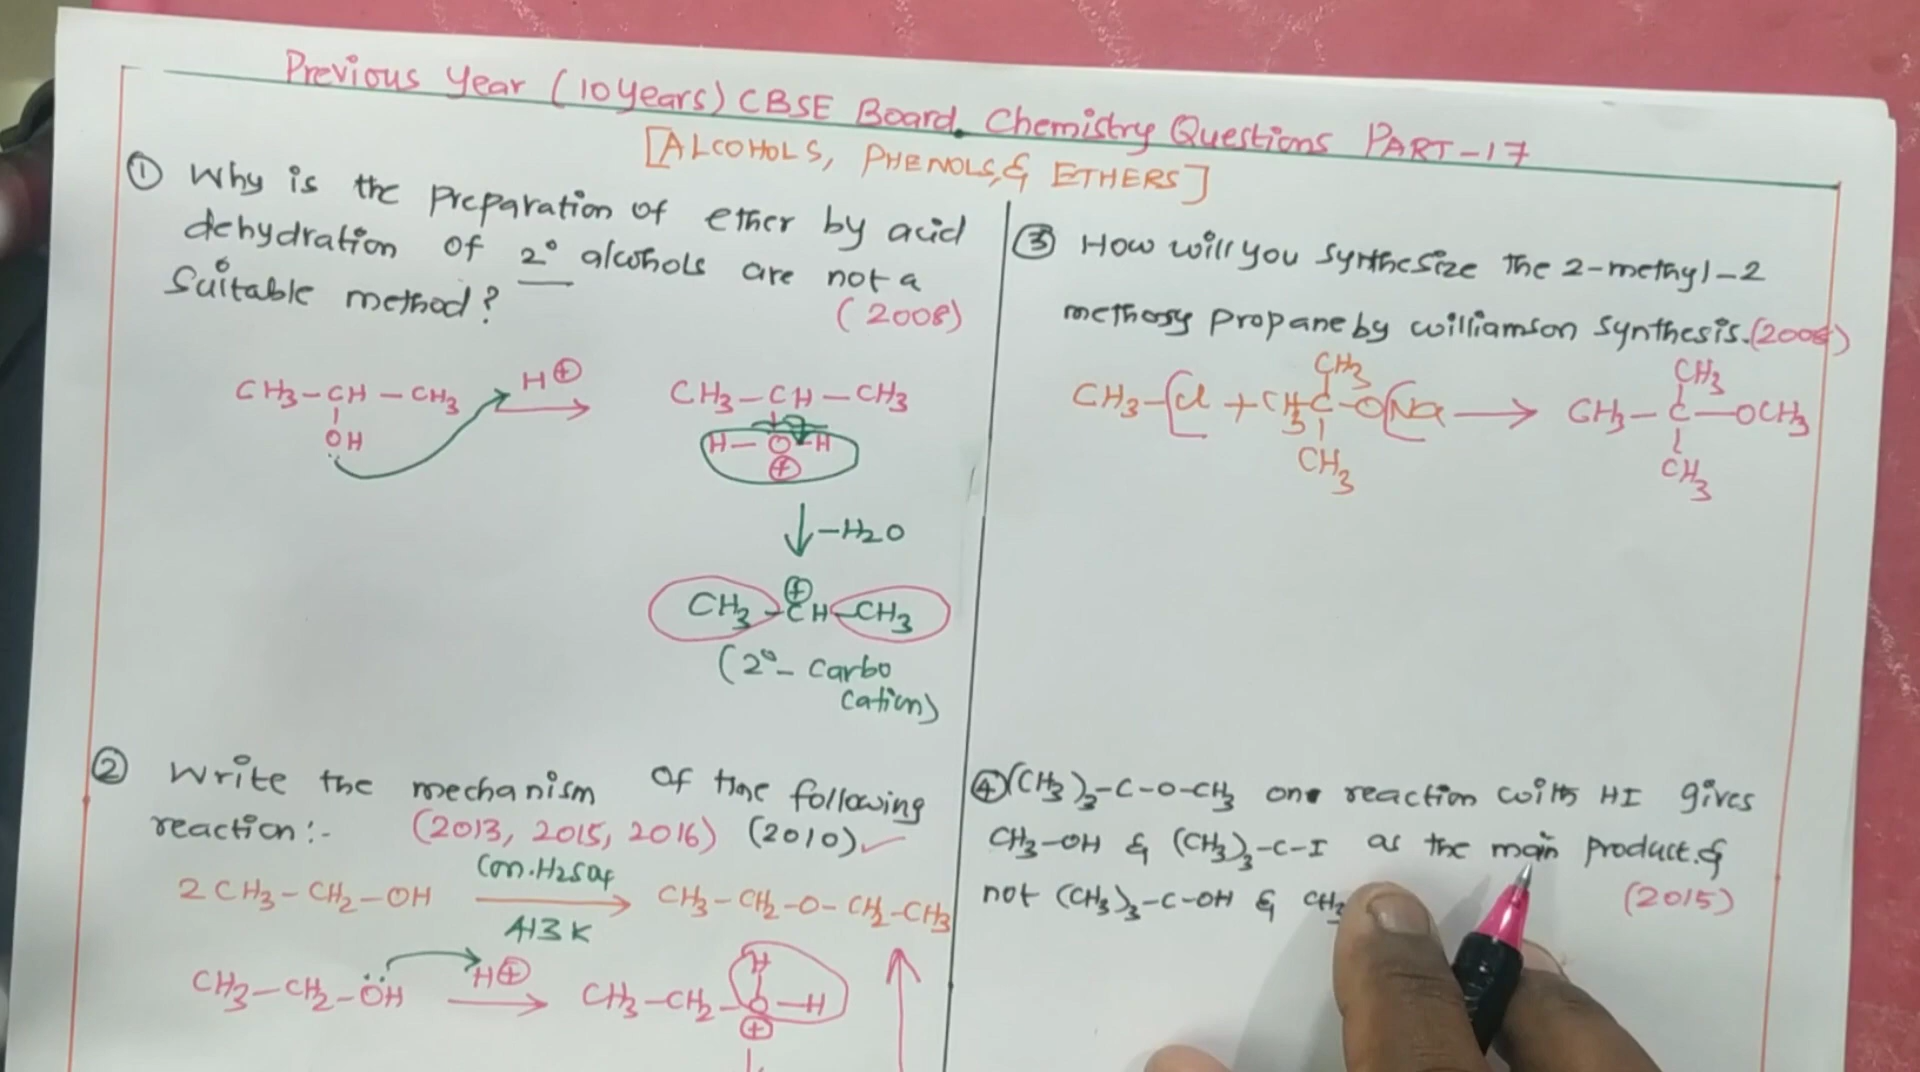 Previous Year (10 years) CBSE Board Chemistry Questions PART-17
[ALCOHOLS, PHENOLS, & ETHERS]
① Why is the preparation of ether by acid
dehydration of 2° alcohols are not a
Suitable method?
(2008)
CH3-CH-CH3 H⊕ CH3-CH-CH3
OH H-O-H
⊕
-H2O
CH3-CH-CH3
⊕
(2°- Carbo
Cation)
② Write the mechanism of the following
reaction:- (2013, 2015, 2016) (2010) ✓
Con. H2SO4
2CH3-CH2-OH → CH3-CH2-O-CH2-CH3
413 K
CH3-CH2-ÖH H⊕ → CH3-CH2-O-H
H
⊕
③ How will you synthesize the 2-methyl-2
methoxy propane by williamson synthesis.(2008)
CH3 CH3
CH3-Cl + CH3-C-ONa → CH3-C-OCH3
CH3 CH3
④ (CH3)3-C-O-CH3 on reaction with HI gives
CH3-OH & (CH3)3-C-I as the main product. &
not (CH3)3-C-OH & CH3
(2015)